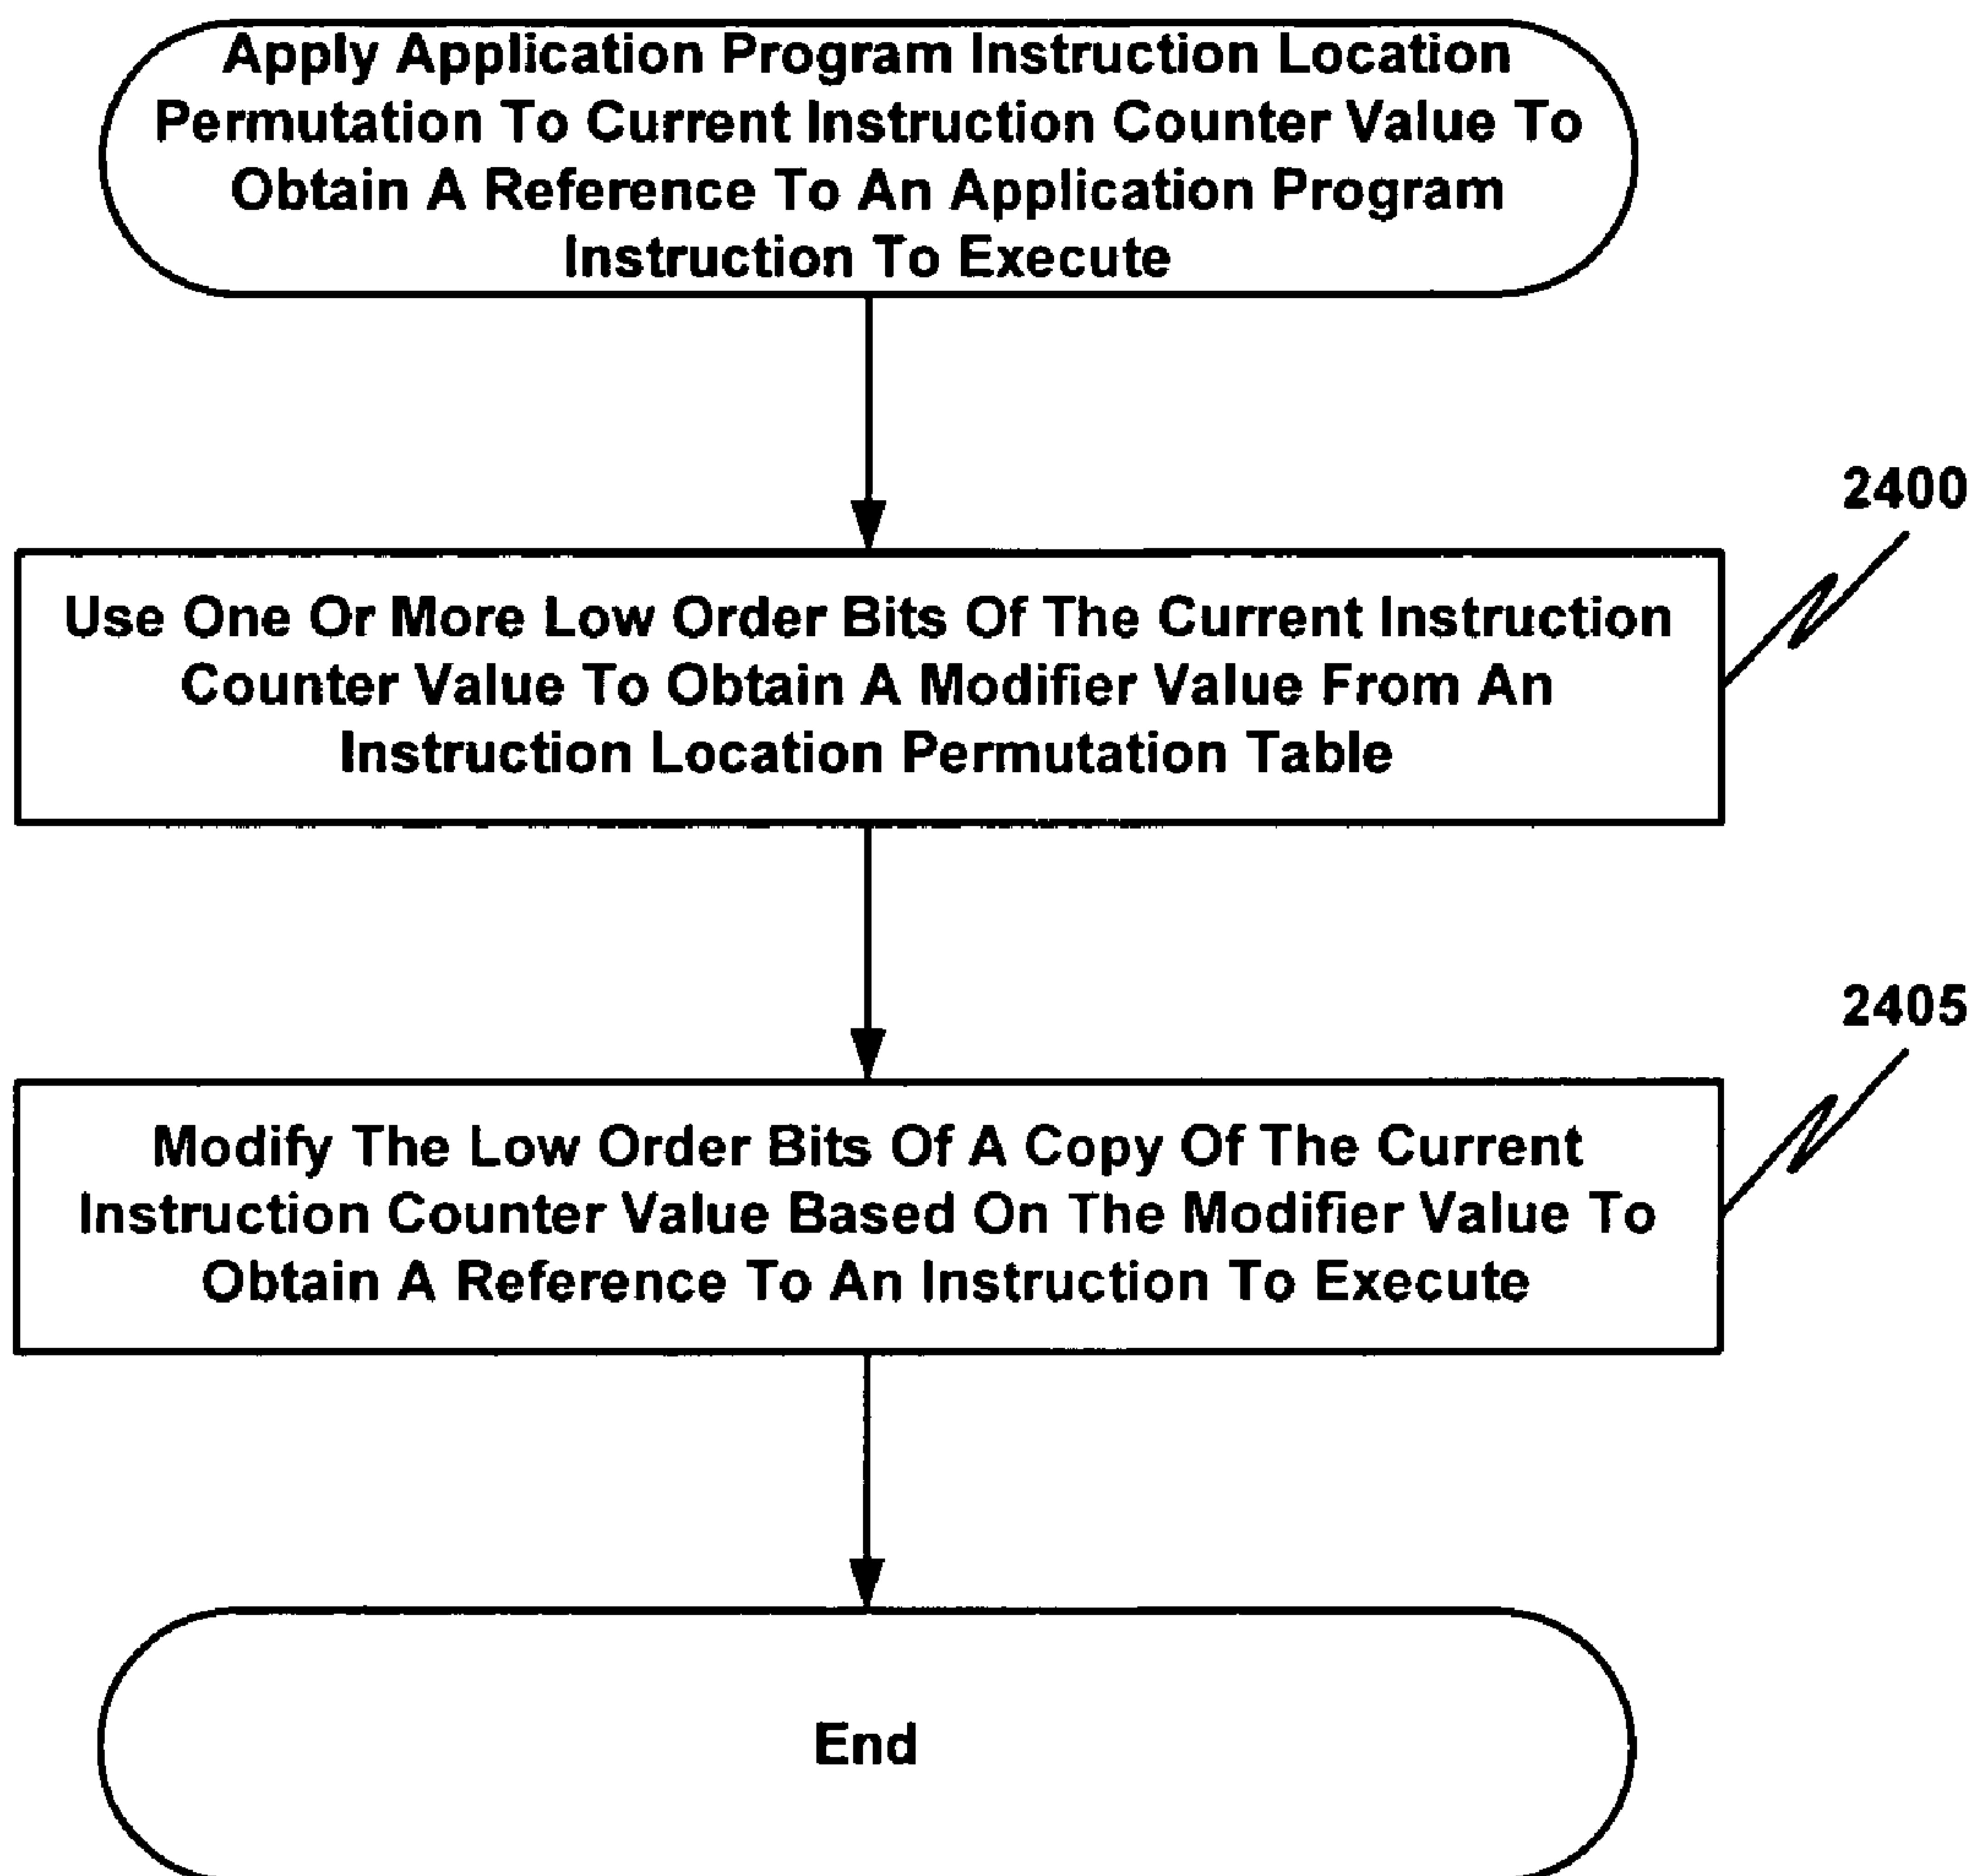 Apply Application Program Instruction Location
Permutation To Current Instruction Counter Value To
Obtain A Reference To An Application Program
Instruction To Execute
2400
Use One Or More Low Order Bits Of The Current Instruction
Counter Value To Obtain A Modifier Value From An
Instruction Location Permutation Table
2405
Modify The Low Order Bits Of A Copy Of The Current
Instruction Counter Value Based On The Modifier Value To
Obtain A Reference To An Instruction To Execute
End